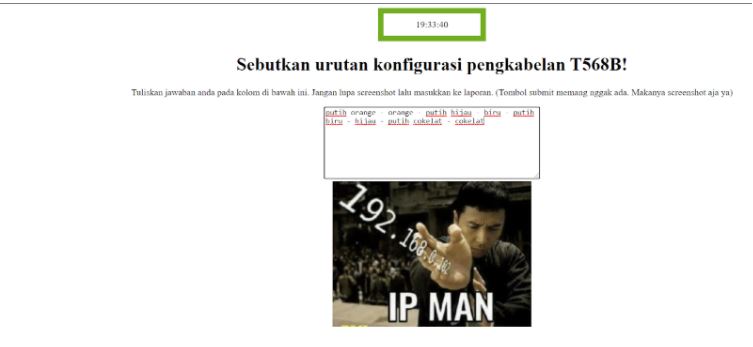 19:33:40
Sebutkan urutan konfigurasi pengkabelan T568B!
Tuliskan jawaban anda pada kolom di bawah ini. Jangan lupa screenshot lalu masukkan ke laporan. (Tombol submit memang nggak ada. Makanya screenshot aja ya)
putih orange - orange - putih hijau - biru - putih
biru - hijau - putih cokelat - cokelat
192.168.0.102
IP MAN